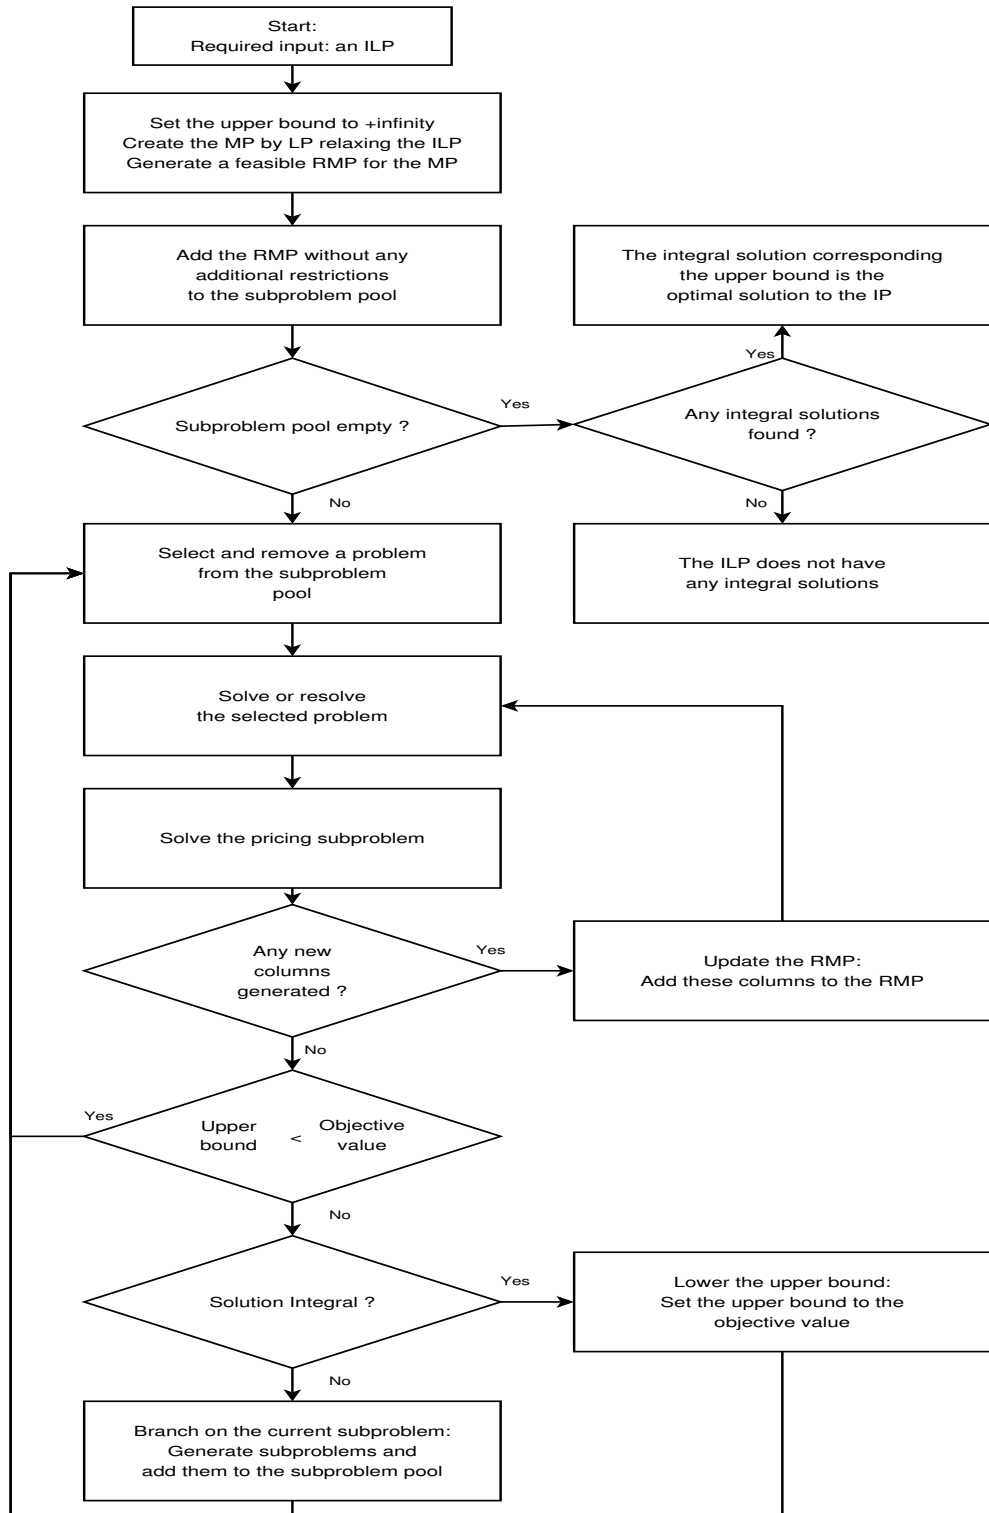 Start:
Required input: an ILP
Set the upper bound to +infinity
Create the MP by LP relaxing the ILP
Generate a feasible RMP for the MP
Add the RMP without any
additional restrictions
to the subproblem pool
The integral solution corresponding
the upper bound is the
optimal solution to the IP
Yes
Subproblem pool empty ?
Yes
Any integral solutions
found ?
No
No
Select and remove a problem
from the subproblem
pool
The ILP does not have
any integral solutions
Solve or resolve
the selected problem
Solve the pricing subproblem
Any new
columns
generated ?
Yes
Update the RMP:
Add these columns to the RMP
No
Yes
Upper
bound
<
Objective
value
No
Solution Integral ?
Yes
Lower the upper bound:
Set the upper bound to the
objective value
No
Branch on the current subproblem:
Generate subproblems and
add them to the subproblem pool